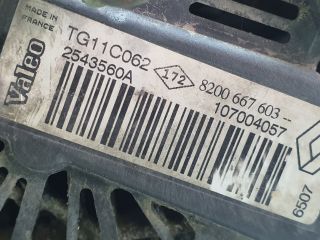 MADE IN
FRANCE
Valeo
TG11C062
2543560A
172
8200 667 603 --
107004057
6507